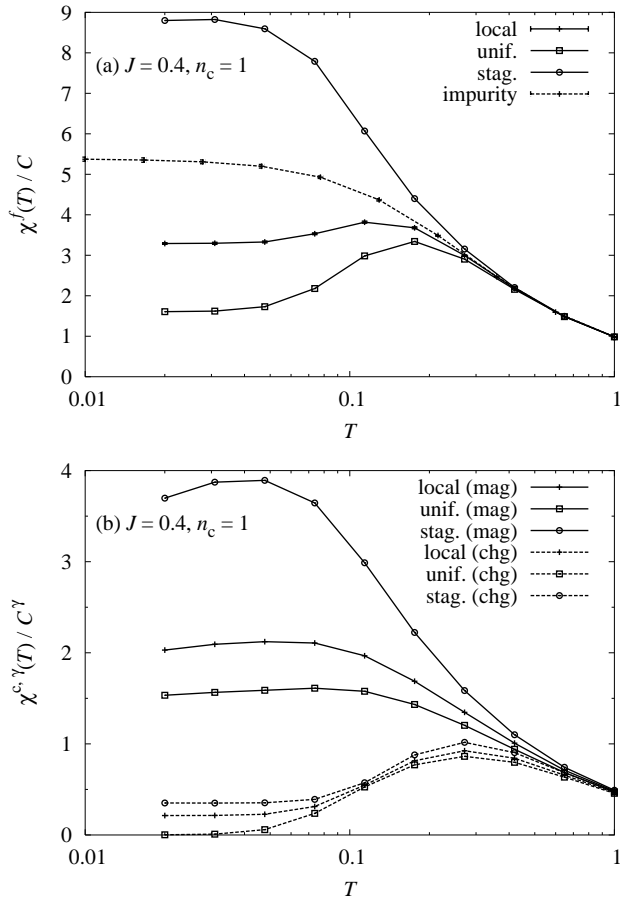 9
8
7
6
5
4
3
2
1
0
χ^f(T) / C
(a) J = 0.4, n_c = 1
local
unif.
stag.
impurity
0.01
0.1
1
T
4
3
2
1
0
χ^{c, γ}(T) / C^γ
(b) J = 0.4, n_c = 1
local (mag)
unif. (mag)
stag. (mag)
local (chg)
unif. (chg)
stag. (chg)
0.01
0.1
1
T